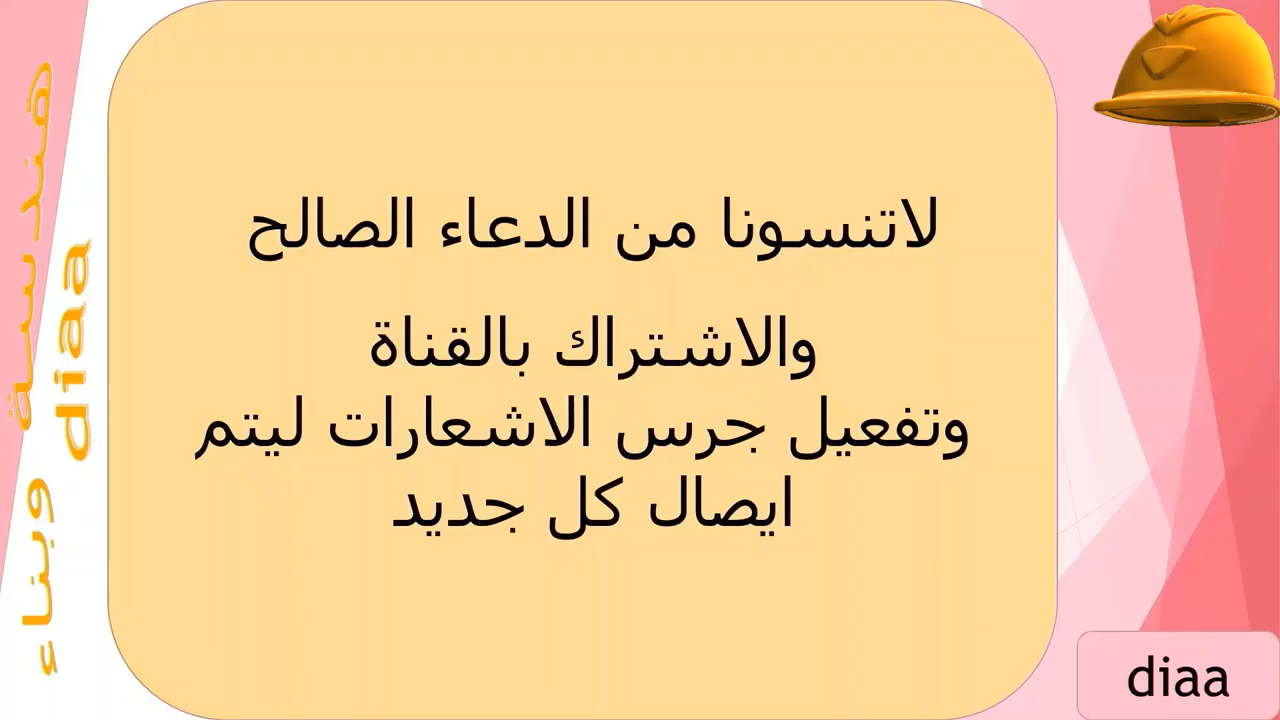 لاتنسونا من الدعاء الصالح
والاشتراك بالقناة
وتفعيل جرس الاشعارات ليتم
ايصال كل جديد
هندسة وبناء
diaa
diaa